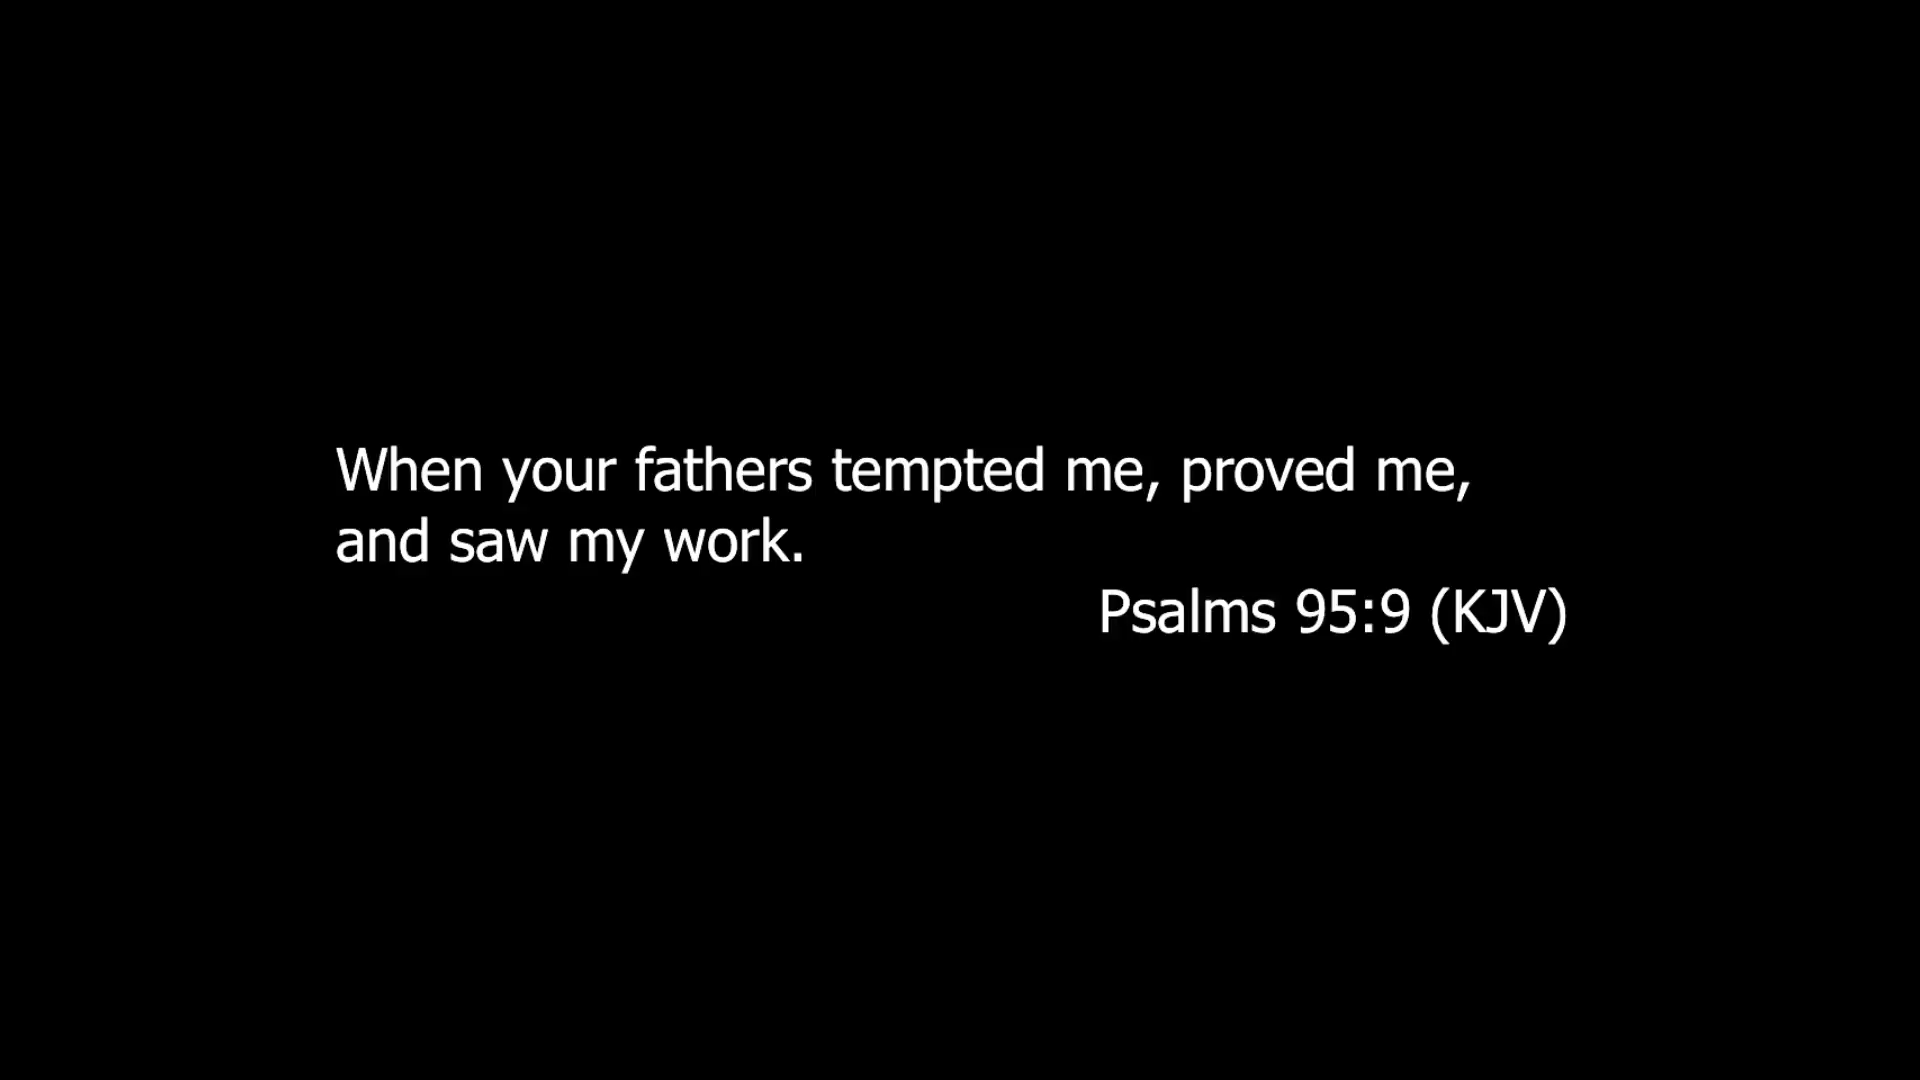 When your fathers tempted me, proved me,
and saw my work.
Psalms 95:9 (KJV)